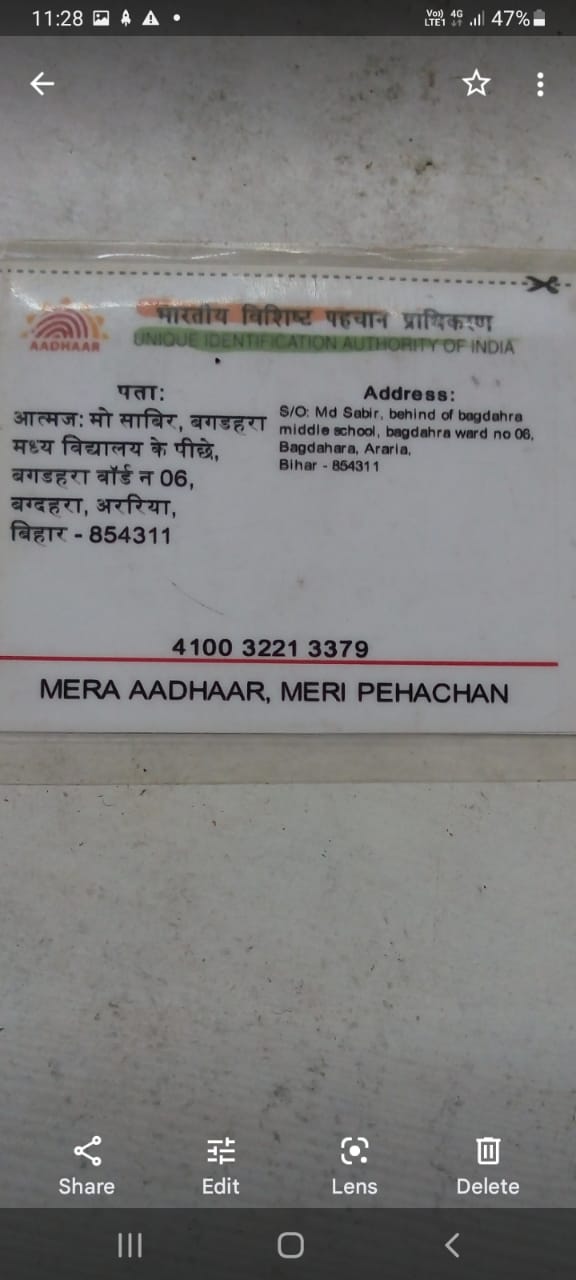 11:28
Vo)) 4G
LTE1
47%
AADHAAR
भारतीय विशिष्ट पहचान प्राधिकरण
UNIQUE IDENTIFICATION AUTHORITY OF INDIA
पता:
आत्मज: मो साबिर, बगडहरा
मध्य विद्यालय के पीछे,
बगडहरा वॉर्ड न 06,
बग्दहरा, अररिया,
बिहार - 854311
Address:
S/O: Md Sabir, behind of bagdahra
middle school, bagdahra ward no 06,
Bagdahara, Araria,
Bihar - 854311
4100 3221 3379
MERA AADHAAR, MERI PEHACHAN
Share
Edit
Lens
Delete